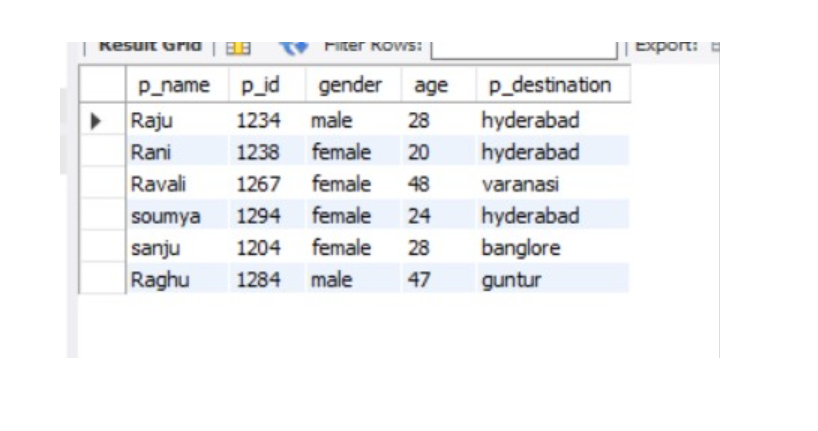 Result Grid Filter Rows: Export:
p_name p_id gender age p_destination
Raju 1234 male 28 hyderabad
Rani 1238 female 20 hyderabad
Ravali 1267 female 48 varanasi
soumya 1294 female 24 hyderabad
sanju 1204 female 28 banglore
Raghu 1284 male 47 guntur